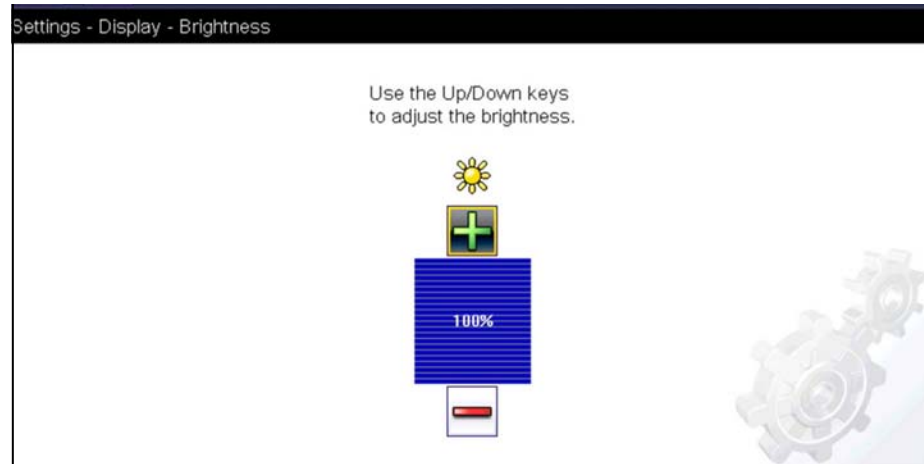 Settings - Display - Brightness
Use the Up/Down keys
to adjust the brightness.
100%